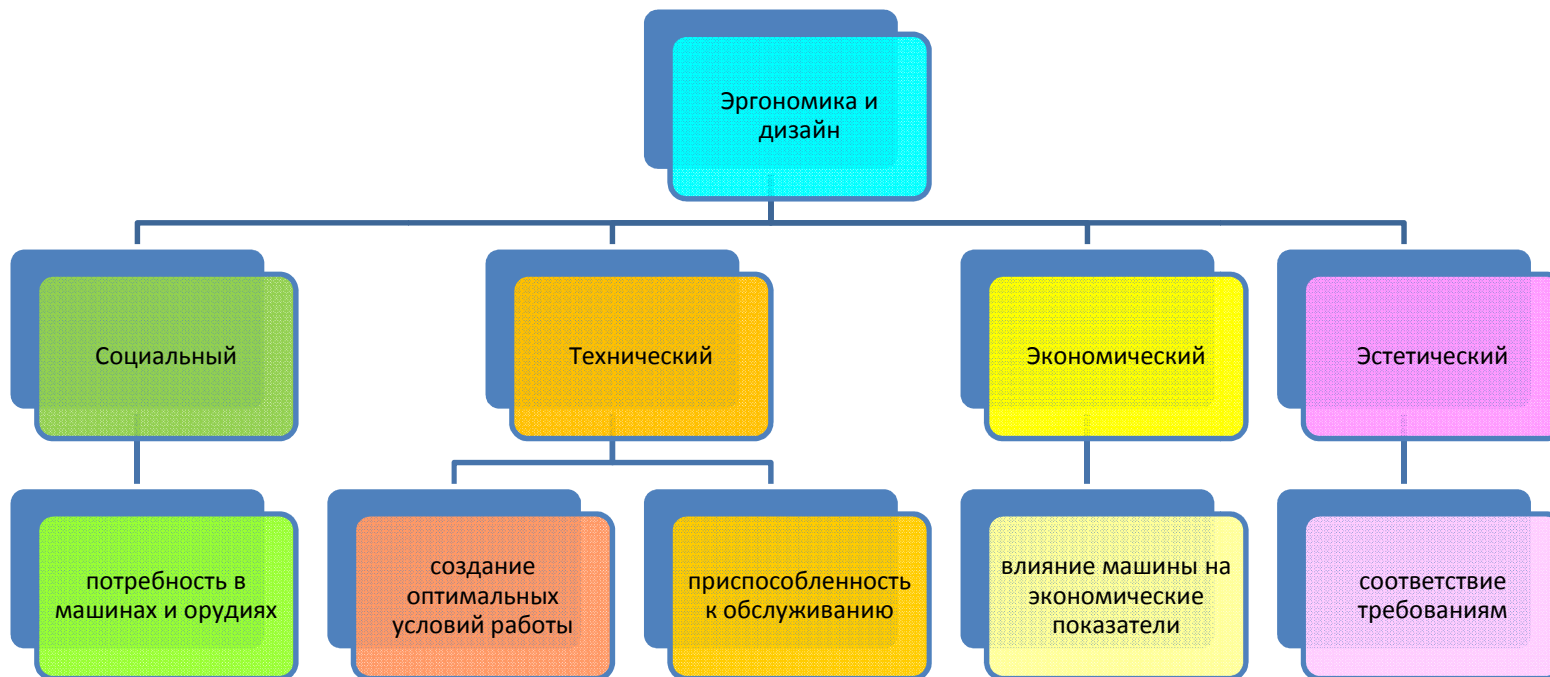 Эргономика и
дизайн
Социальный
Технический
Экономический
Эстетический
потребность в
машинах и орудиях
создание
оптимальных
условий работы
приспособленность
к обслуживанию
влияние машины на
экономические
показатели
соответствие
требованиям